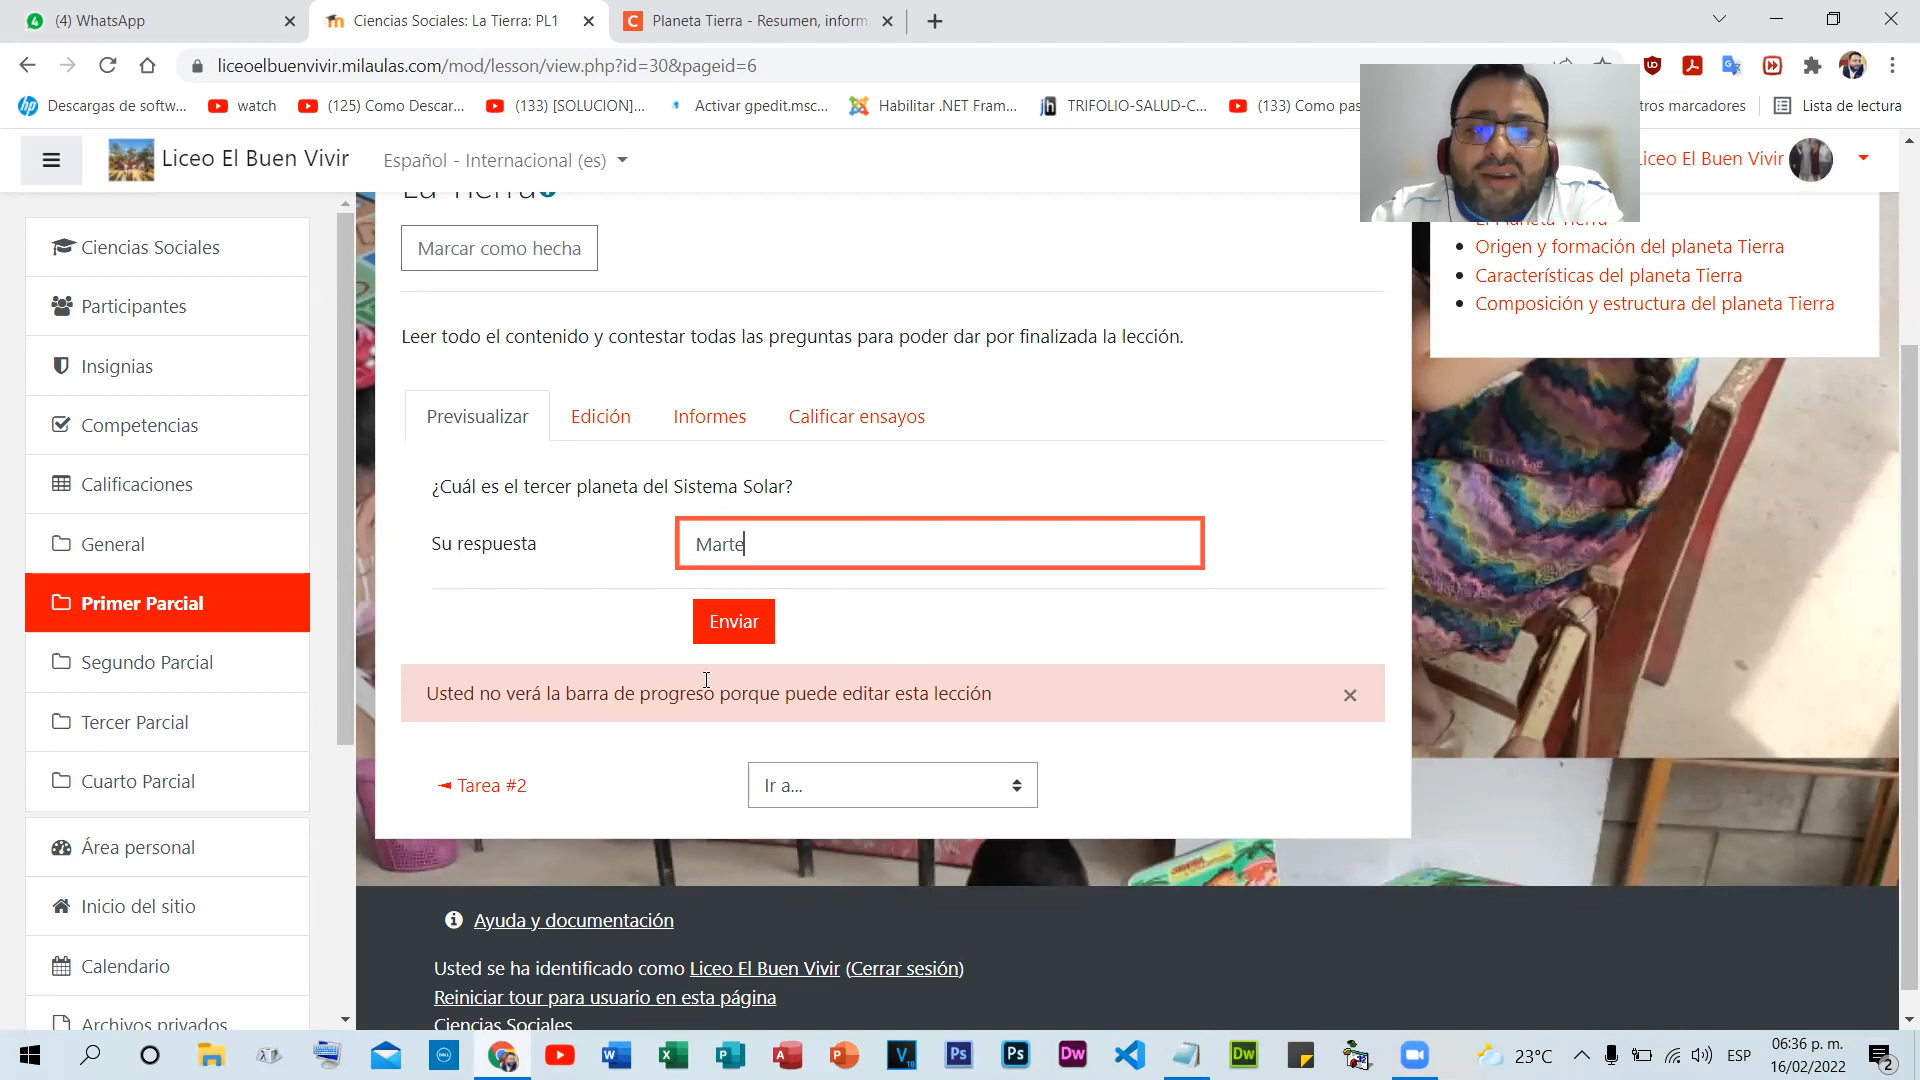 (4) WhatsApp
Ciencias Sociales: La Tierra: PL1
Planeta Tierra - Resumen, inform
liceoelbuenvivir.milaulas.com/mod/lesson/view.php?id=30&pageid=6
Descargas de softw...
watch
(125) Como Descar...
(133) [SOLUCION]...
Activar gpedit.msc...
Habilitar .NET Fram...
TRIFOLIO-SALUD-C...
(133) Como pas
tros marcadores
Lista de lectura
Liceo El Buen Vivir
Español - Internacional (es)
iceo El Buen Vivir
La Tierra
Marcar como hecha
Leer todo el contenido y contestar todas las preguntas para poder dar por finalizada la lección.
Previsualizar
Edición
Informes
Calificar ensayos
¿Cuál es el tercer planeta del Sistema Solar?
Su respuesta
Marte
Enviar
Usted no verá la barra de progreso porque puede editar esta lección
×
◄ Tarea #2
Ir a...
El Planeta Tierra
Origen y formación del planeta Tierra
Características del planeta Tierra
Composición y estructura del planeta Tierra
Ciencias Sociales
Participantes
Insignias
Competencias
Calificaciones
General
Primer Parcial
Segundo Parcial
Tercer Parcial
Cuarto Parcial
Área personal
Inicio del sitio
Calendario
Archivos privados
Ayuda y documentación
Usted se ha identificado como Liceo El Buen Vivir (Cerrar sesión)
Reiniciar tour para usuario en esta página
Ciencias Sociales
23°C
ESP
06:36 p. m.
16/02/2022
2